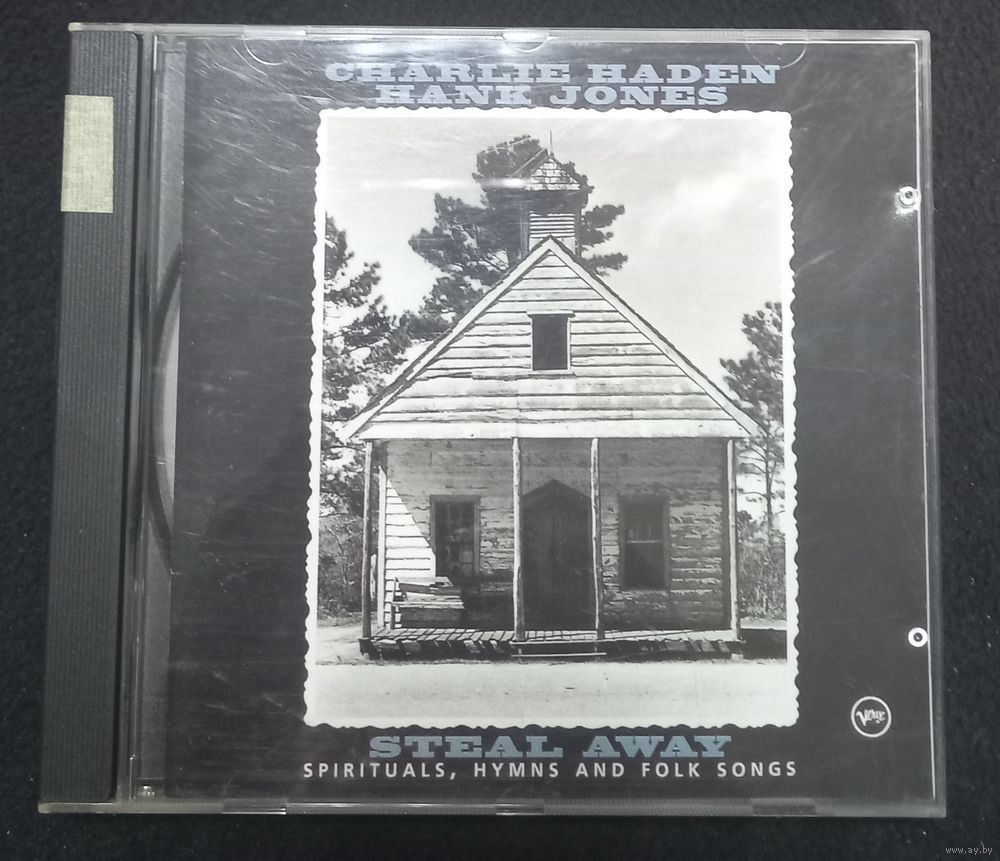 CHARLIE HADEN
HANK JONES
STEAL AWAY
SPIRITUALS, HYMNS AND FOLK SONGS
Verve
www.ay.by